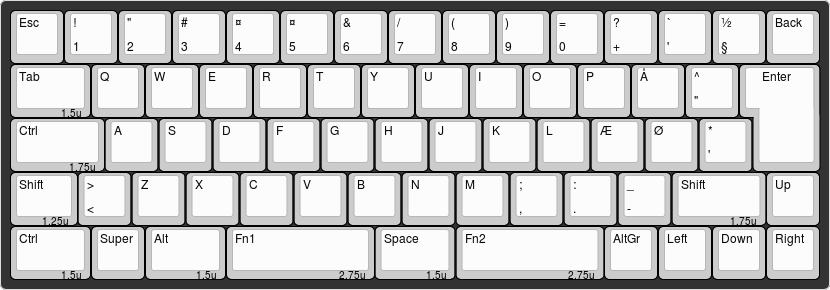 Esc ! " # ¤ ¤ & / ( ) = ? ` ½ Back
1 2 3 4 5 6 7 8 9 0 + ' §
Tab Q W E R T Y U I O P Å ^ Enter
"
1.5u
Ctrl A S D F G H J K L Æ Ø *
'
1.75u
Shift > Z X C V B N M ; : _ Shift Up
< , . -
1.25u 1.75u
Ctrl Super Alt Fn1 Space Fn2 AltGr Left Down Right
1.5u 1.5u 2.75u 1.5u 2.75u